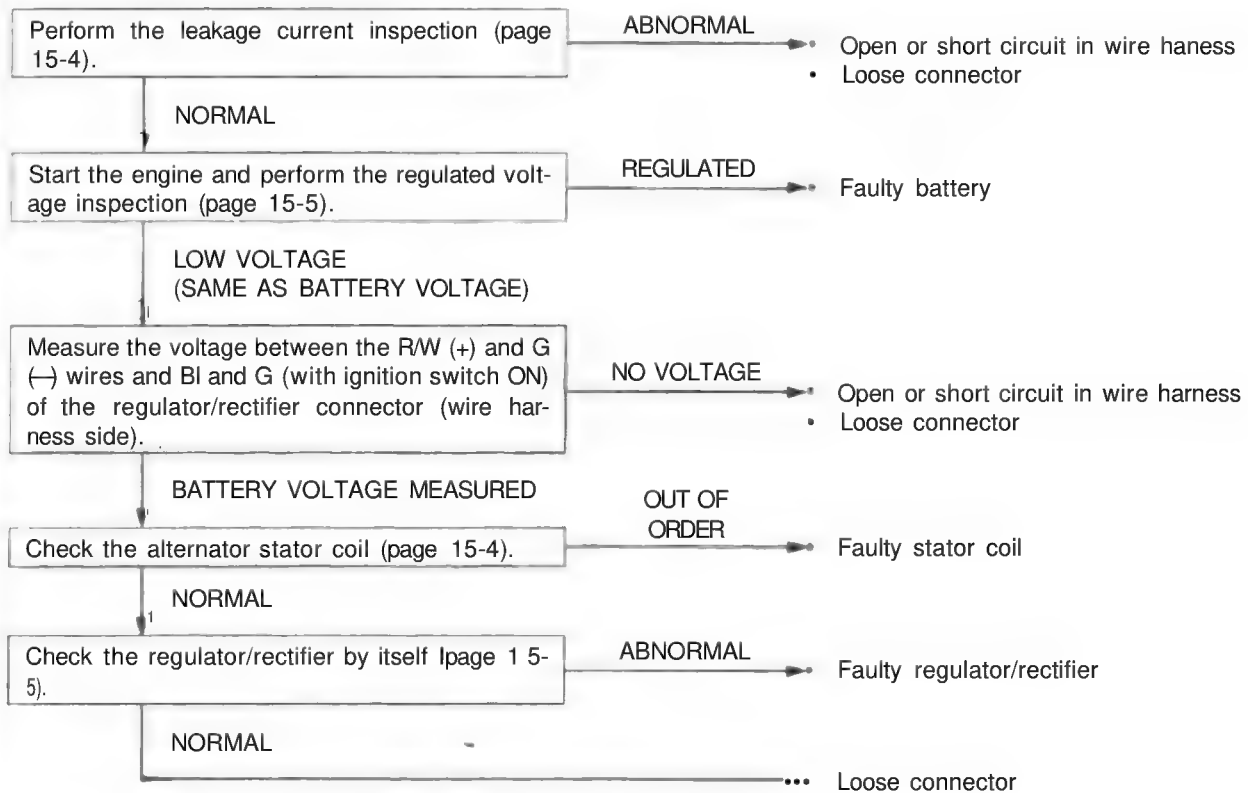 Perform the leakage current inspection (page
15-4).
ABNORMAL
• Open or short circuit in wire haness
• Loose connector
NORMAL
Start the engine and perform the regulated volt-
age inspection (page 15-5).
REGULATED
• Faulty battery
LOW VOLTAGE
(SAME AS BATTERY VOLTAGE)
Measure the voltage between the R/W (+) and G
(—) wires and Bl and G (with ignition switch ON)
of the regulator/rectifier connector (wire har-
ness side).
NO VOLTAGE
• Open or short circuit in wire harness
• Loose connector
BATTERY VOLTAGE MEASURED
OUT OF
ORDER
Check the alternator stator coil (page 15-4).
• Faulty stator coil
NORMAL
Check the regulator/rectifier by itself lpage 1 5-
5).
ABNORMAL
• Faulty regulator/rectifier
NORMAL
••• Loose connector